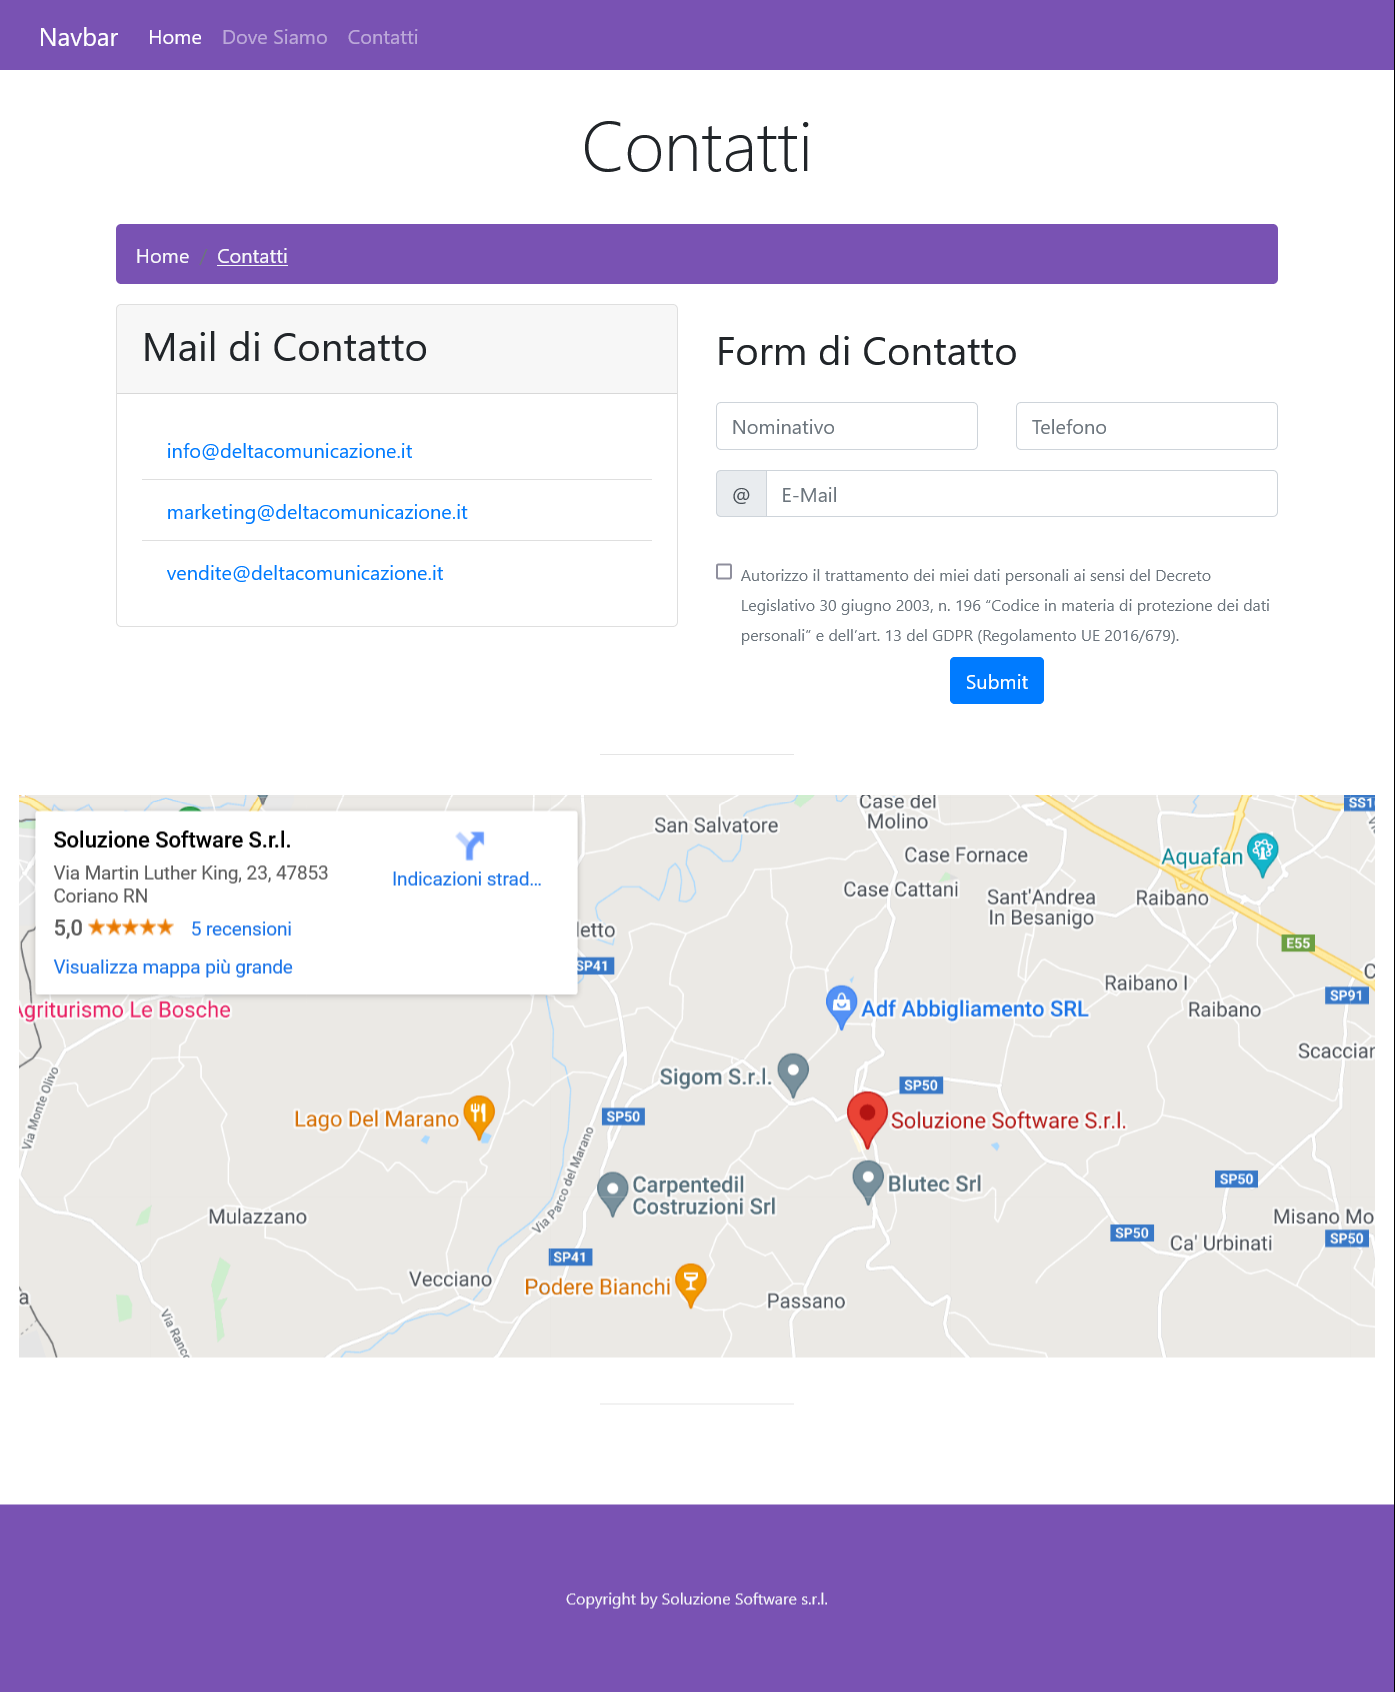 Navbar Home Dove Siamo Contatti
Contatti
Home / Contatti
Mail di Contatto
info@deltacomunicazione.it
marketing@deltacomunicazione.it
vendite@deltacomunicazione.it
Form di Contatto
Nominativo
Telefono
@ E-Mail
Autorizzo il trattamento dei miei dati personali ai sensi del Decreto
Legislativo 30 giugno 2003, n. 196 “Codice in materia di protezione dei dati
personali” e dell’art. 13 del GDPR (Regolamento UE 2016/679).
Submit
Soluzione Software S.r.l.
Via Martin Luther King, 23, 47853
Coriano RN
5,0 ★★★★★ 5 recensioni
Visualizza mappa più grande
Indicazioni strad...
San Salvatore
Case del
Molino
Case Fornace
Case Cattani
Sant'Andrea
In Besanigo
Aquafan
Raibano
E55
SP41
Raibano I
Raibano
SP91
Agriturismo Le Bosche
Adf Abbigliamento SRL
Sigom S.r.l.
SP50
Via Monte Olivo
Lago Del Marano
SP50
Soluzione Software S.r.l.
Via Parco del Marano
Carpentedil
Costruzioni Srl
Blutec Srl
SP50
Mulazzano
SP50
Ca' Urbinati
Misano Mo
SP50
SP41
Vecciano
Podere Bianchi
Passano
Copyright by Soluzione Software s.r.l.